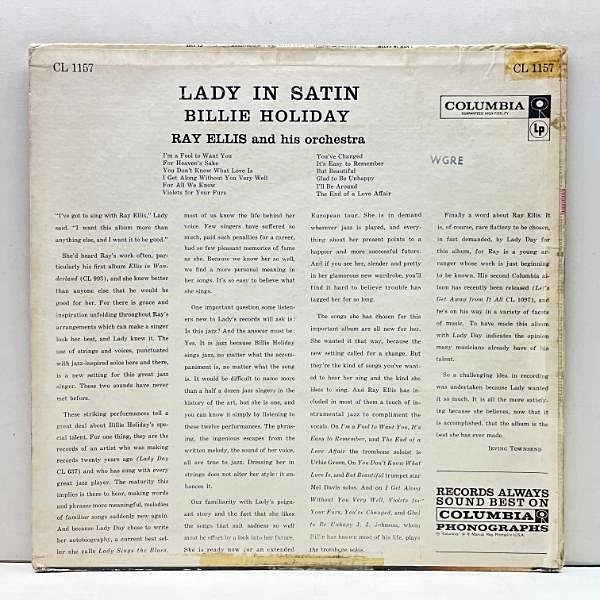 CL 1157
CL 1157
LADY IN SATIN
BILLIE HOLIDAY
RAY ELLIS and his orchestra
COLUMBIA
GUARANTEED HIGH FIDELITY
Lp
I'm a Fool to Want You
For Heaven's Sake
You Don't Know What Love Is
I Get Along Without You Very Well
For All We Know
Violets for Your Furs
You've Changed
It's Easy to Remember
But Beautiful
Glad to Be Unhappy
I'll Be Around
The End of a Love Affair
WGRE
"I've got to sing with Ray Ellis," Lady
said. "I want this album more than
anything else, and I want it to be good."
She'd heard Ray's work often, par-
ticularly his first album Ellis in Won-
derland (CL 993), and she knew better
than anyone else that he would be
good for her. For there is grace and
inspiration unfolding throughout Ray's
arrangements which can make a singer
look her best, and Lady knew it. The
use of strings and voices, punctuated
with jazz-inspired solos here and there,
is a new setting for this great jazz
singer. These two sounds have never
met before.
These striking performances tell a
great deal about Billie Holiday's spe-
cial talent. For one thing, they are the
records of an artist who was making
records twenty years ago (Lady Day
CL 637) and who has sung with every
great jazz player. The maturity this
implies is there to hear, making words
and phrases more meaningful, melodies
of familiar songs suddenly new again.
And because Lady Day chose to write
her autobiography, a current best sel-
ler she calls Lady Sings the Blues,
most of us know the life behind her
voice. Few singers have suffered so
much, paid such penalties for a career,
had so few pleasant memories of fame
as she. Because we know her so well,
we find a more personal meaning in
her songs. It's so easy to believe what
she sings.
One important question some listen-
ers new to Lady's records will ask is:
Is this jazz? And the answer must be:
Yes. It is jazz because Billie Holiday
sings jazz, no matter what the accom-
paniment is, no matter what the song
is. It would be difficult to name more
than a half a dozen jazz singers in the
history of the art, but she is one, and
you can know it simply by listening to
these twelve performances. The phras-
ing, the ingenious escapes from the
written melody, the sound of her voice,
all are true to jazz. Dressing her in
strings does not alter her style; it en-
hances it.
Our familiarity with Lady's poign-
ant story and the fact that she likes
the songs that sail sadness so well
must be effort by a look into her future.
She is ready now for an extended
European tour. She is in demand
wherever jazz is played, and every-
thing about her present points to a
happier and more successful future.
And if you see her, slender and pretty
in her glamorous new wardrobe, you'll
find it hard to believe trouble has
tagged her for so long.
The songs she has chosen for this
important album are all new for her.
She wanted it that way, because the
new setting called for a change. But
they're the kind of songs you've want-
ed to hear her sing and the kind she
likes to sing. And Ray Ellis has in-
cluded in most of them a touch of in-
strumental jazz to compliment the
vocals. On I'm a Fool to Want You, It's
Easy to Remember, and The End of a
Love Affair the trombone soloist is
Urbie Green. On You Don't Know What
Love Is, and But Beautiful trumpet star
Mel Davis solos. And on I Get Along
Without You Very Well, Violets for
Your Furs, You've Changed, and Glad
to Be Unhappy J. J. Johnson, whom
Billie has known most of his life, plays
the trombone solos.
Finally a word about Ray Ellis. It
is, of course, rare flattery to be chosen,
in fact demanded, by Lady Day for
this album, for Ray is a young ar-
ranger whose work is just beginning
to be known. His second Columbia al-
bum has recently been released (Let's
Get Away from It All CL 1097), and
he's on his way in a variety of facets
of music. To have made this album
with Lady Day indicates the opinion
many musicians already have of his
talent.
So a challenging idea in recording
was undertaken because Lady wanted
it so much. It is all the more satisfy-
ing because she believes, now that it
is accomplished, that the album is the
best she has ever made.
IRVING TOWNSEND
RECORDS ALWAYS
SOUND BEST ON
COLUMBIA
PHONOGRAPHS
"Columbia" Marcas Reg. Printed in U.S.A.